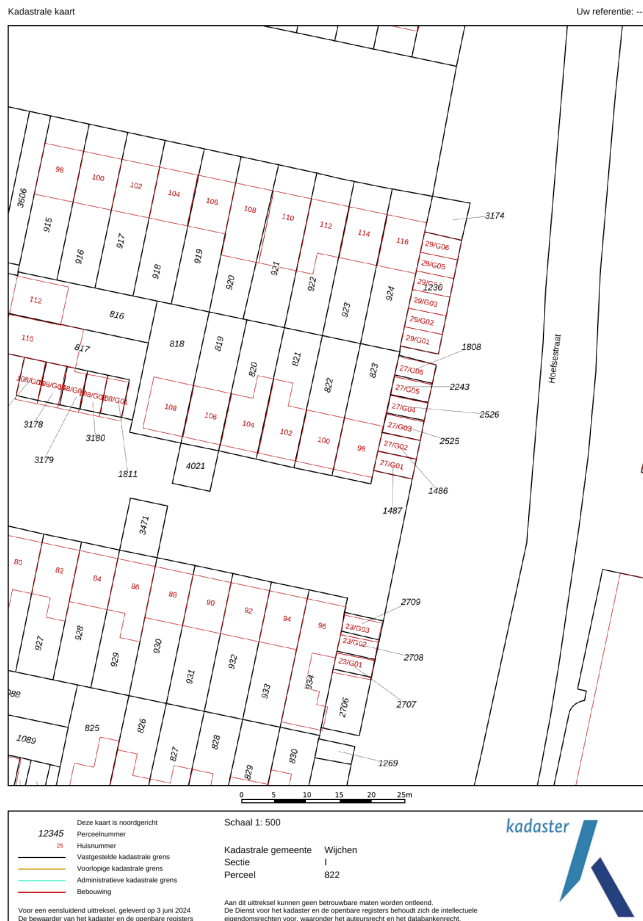 Kadastrale kaart
Uw referentie: --
98
100
102
104
106
108
110
112
114
116
3174
3606
915
916
917
918
919
920
921
922
923
924
29/G06
29/G05
1230
29/G03
29/G02
29/G01
112
816
110
817
818
819
820
821
822
823
1808
27/G06
27/G05
2243
27/G04
2526
27/G03
2525
27/G02
27/G01
1486
1487
108
106
104
102
100
98
3178
3179
3180
1811
4021
3471
Hoefsestraat
80
82
84
86
88
90
92
94
96
23/G03
23/G02
23/G01
2709
2708
2707
927
928
929
930
931
932
933
934
2706
1089
825
826
827
828
829
830
1269
0 5 10 15 20 25m
Deze kaart is noordgericht
12345 Perceelnummer
25 Huisnummer
Vastgestelde kadastrale grens
Voorlopige kadastrale grens
Administratieve kadastrale grens
Bebouwing
Voor een eensluidend uittreksel, geleverd op 3 juni 2024
De bewaarder van het kadaster en de openbare registers
Schaal 1: 500
Kadastrale gemeente Wijchen
Sectie I
Perceel 822
Aan dit uittreksel kunnen geen betrouwbare maten worden ontleend.
De Dienst voor het kadaster en de openbare registers behoudt zich de intellectuele
eigendomsrechten voor, waaronder het auteursrecht en het databankenrecht.
kadaster